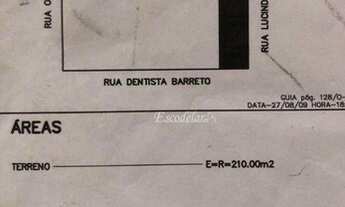 RUA O
RUA LUCIND
RUA DENTISTA BARRETO
GUIA pág. 128/O-
DATA-27/08/09 HORA-18:
Escodelar
ÁREAS
TERRENO E=R=210.00m2